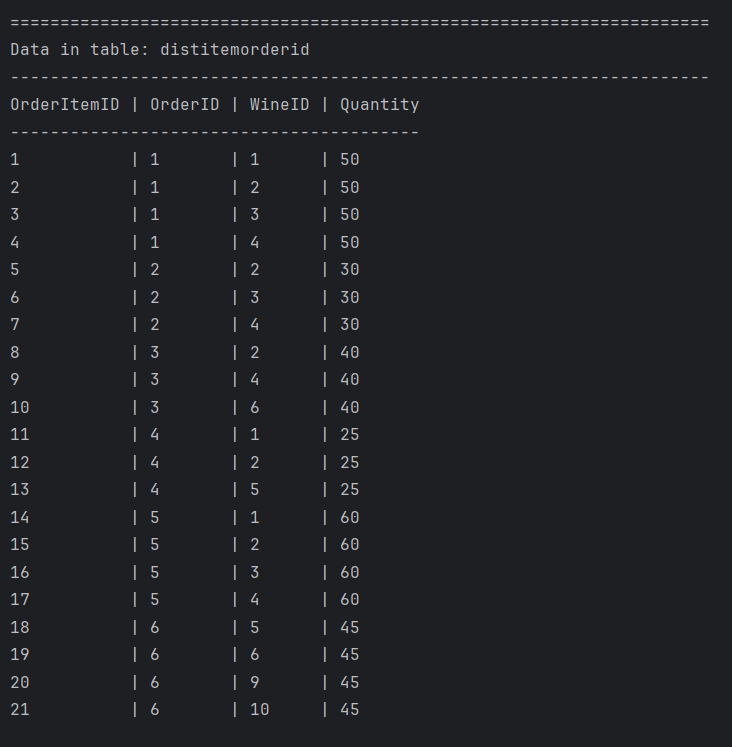 ======================================================================
Data in table: distitemorderid
----------------------------------------------------------------------
OrderItemID | OrderID | WineID | Quantity
-----------------------------------------
1           | 1       | 1      | 50
2           | 1       | 2      | 50
3           | 1       | 3      | 50
4           | 1       | 4      | 50
5           | 2       | 2      | 30
6           | 2       | 3      | 30
7           | 2       | 4      | 30
8           | 3       | 2      | 40
9           | 3       | 4      | 40
10          | 3       | 6      | 40
11          | 4       | 1      | 25
12          | 4       | 2      | 25
13          | 4       | 5      | 25
14          | 5       | 1      | 60
15          | 5       | 2      | 60
16          | 5       | 3      | 60
17          | 5       | 4      | 60
18          | 6       | 5      | 45
19          | 6       | 6      | 45
20          | 6       | 9      | 45
21          | 6       | 10     | 45